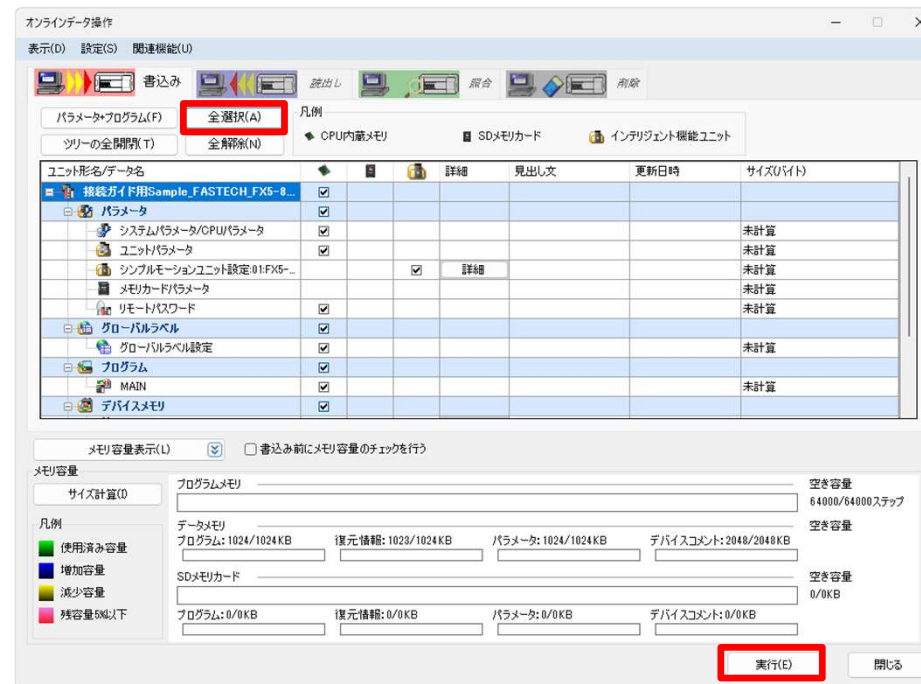 オンラインデータ操作
表示(D) 設定(S) 関連機能(U)
書込み 読出し 照合 削除
パラメータ+プログラム(F) 全選択(A) 凡例
ツリーの全開閉(T) 全解除(N) CPU内蔵メモリ SDメモリカード インテリジェント機能ユニット
ユニット形名/データ名 詳細 見出し文 更新日時 サイズ(バイト)
接続ガイド用Sample_FASTECH_FX5-8...
パラメータ
システムパラメータ/CPUパラメータ 未計算
ユニットパラメータ 未計算
シンプルモーションユニット設定:01:FX5-... 詳細 未計算
メモリカードパラメータ 未計算
リモートパスワード 未計算
グローバルラベル
グローバルラベル設定 未計算
プログラム
MAIN 未計算
デバイスメモリ
メモリ容量表示(L) 書込み前にメモリ容量のチェックを行う
メモリ容量
サイズ計算(I) プログラムメモリ 空き容量
64000/64000ステップ
凡例 データメモリ 空き容量
使用済み容量 プログラム:1024/1024KB 復元情報:1023/1024KB パラメータ:1024/1024KB デバイスコメント:2048/2048KB
増加容量 SDメモリカード 空き容量
減少容量 0/0KB
残容量5%以下 プログラム:0/0KB 復元情報:0/0KB パラメータ:0/0KB デバイスコメント:0/0KB
実行(E) 閉じる